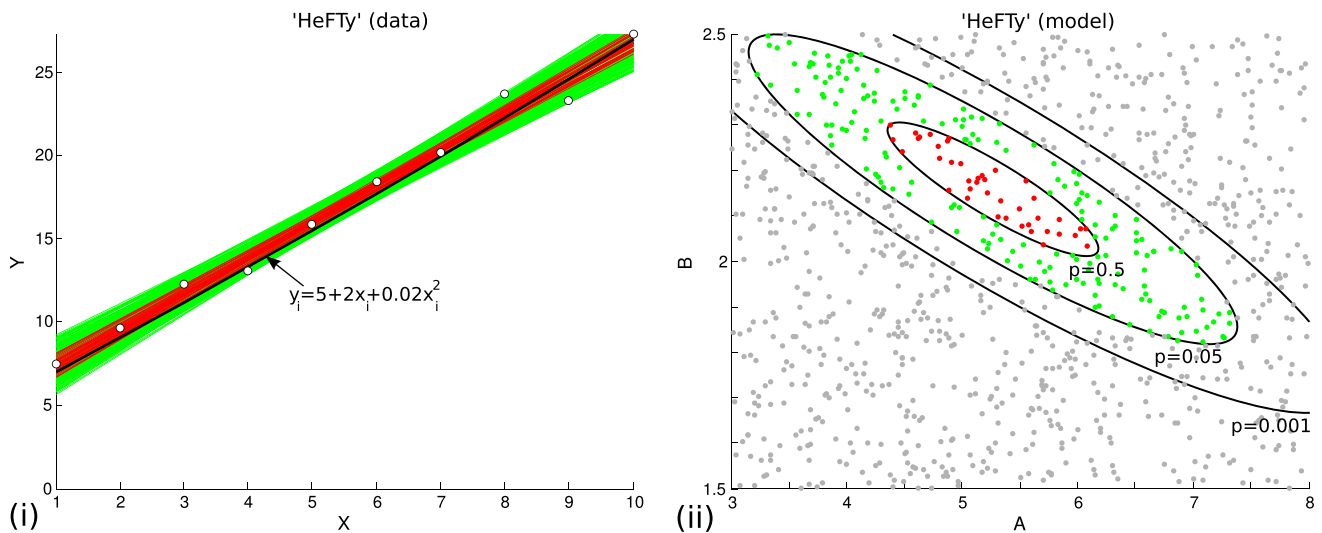 'HeFTy' (data)
25
20
15
10
5
0
Y
1 2 3 4 5 6 7 8 9 10
X
y_i=5+2x_i+0.02x_i^2
(i)
'HeFTy' (model)
2.5
2
1.5
B
p=0.5
p=0.05
p=0.001
3 4 5 6 7 8
A
(ii)